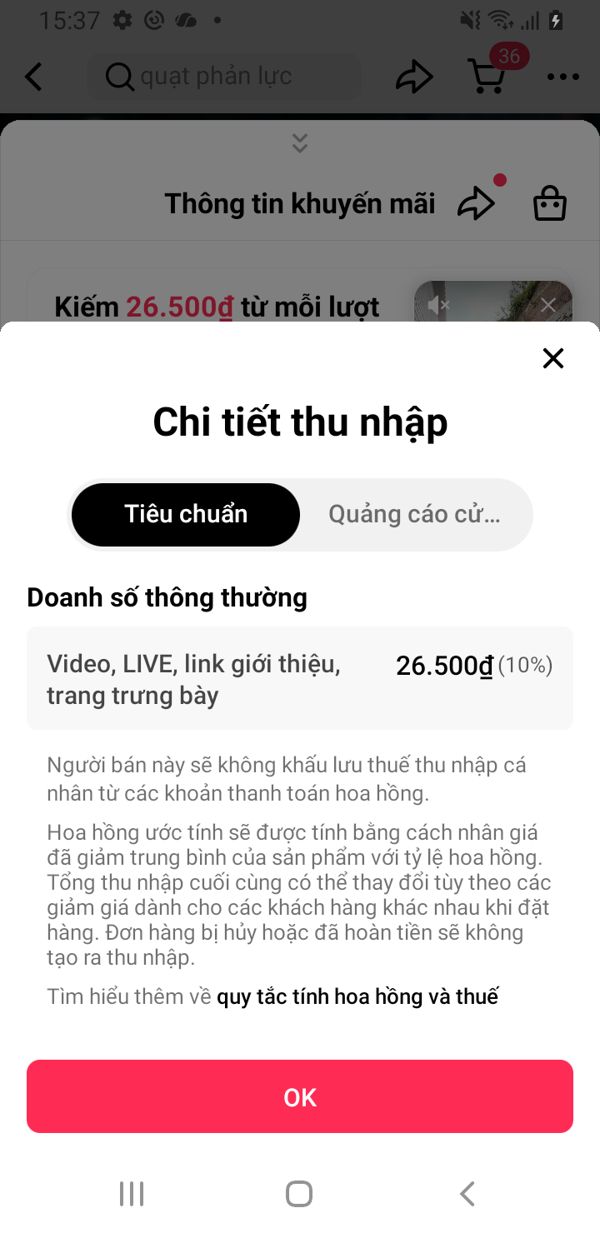 15:37
36
quạt phản lực
Thông tin khuyến mãi
Kiếm 26.500₫ từ mỗi lượt
Chi tiết thu nhập
Tiêu chuẩn
Quảng cáo cử...
Doanh số thông thường
Video, LIVE, link giới thiệu,
trang trưng bày
26.500₫ (10%)
Người bán này sẽ không khấu lưu thuế thu nhập cá
nhân từ các khoản thanh toán hoa hồng.
Hoa hồng ước tính sẽ được tính bằng cách nhân giá
đã giảm trung bình của sản phẩm với tỷ lệ hoa hồng.
Tổng thu nhập cuối cùng có thể thay đổi tùy theo các
giảm giá dành cho các khách hàng khác nhau khi đặt
hàng. Đơn hàng bị hủy hoặc đã hoàn tiền sẽ không
tạo ra thu nhập.
Tìm hiểu thêm về quy tắc tính hoa hồng và thuế
OK